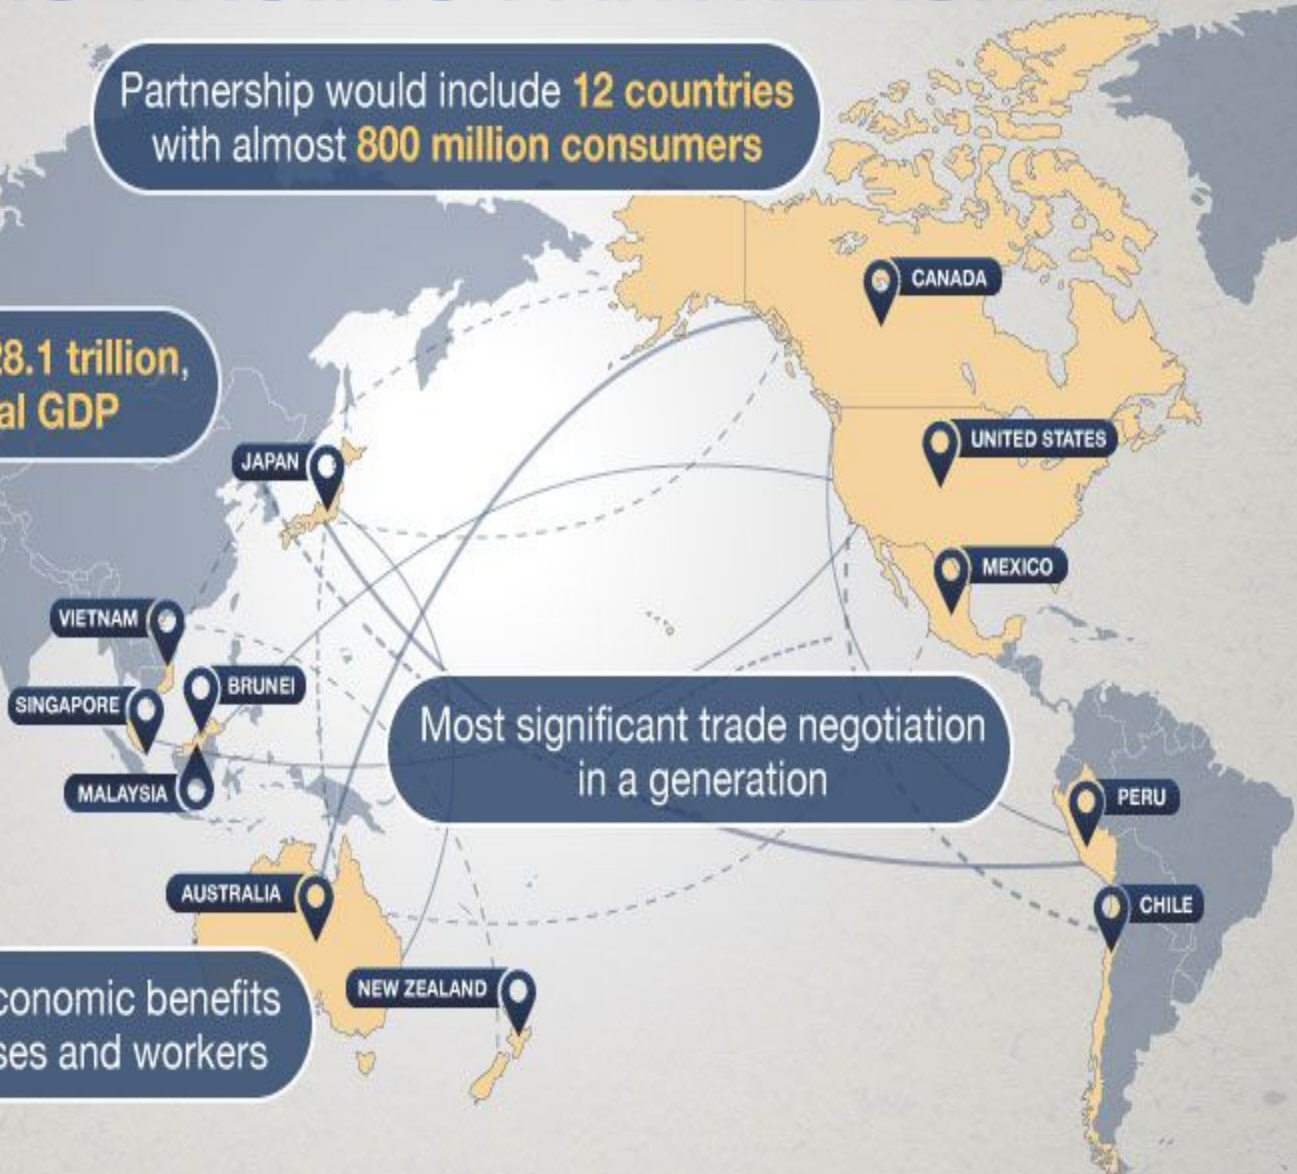 Partnership would include 12 countries
with almost 800 million consumers
CANADA
8.1 trillion,
al GDP
UNITED STATES
JAPAN
MEXICO
VIETNAM
BRUNEI
SINGAPORE
Most significant trade negotiation
in a generation
MALAYSIA
PERU
AUSTRALIA
CHILE
NEW ZEALAND
conomic benefits
ses and workers